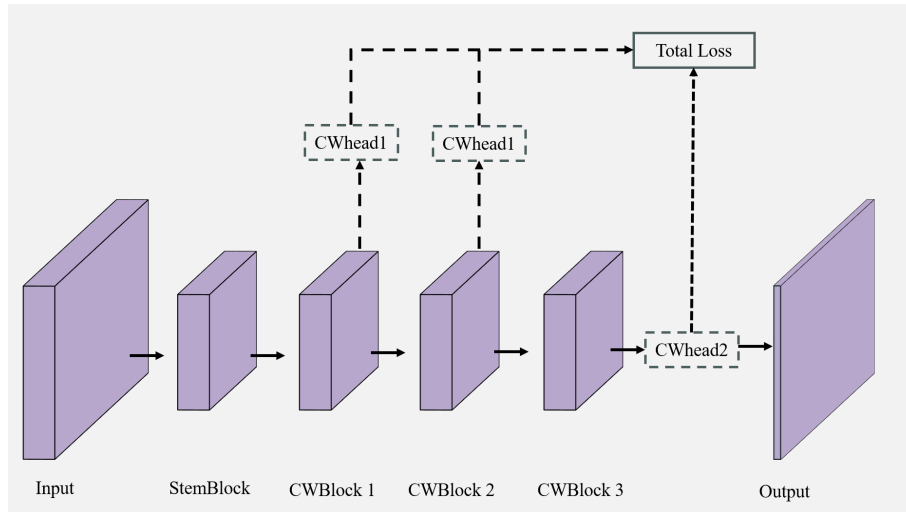 Total Loss
CWhead1
CWhead1
CWhead2
Input
StemBlock
CWBlock 1
CWBlock 2
CWBlock 3
Output